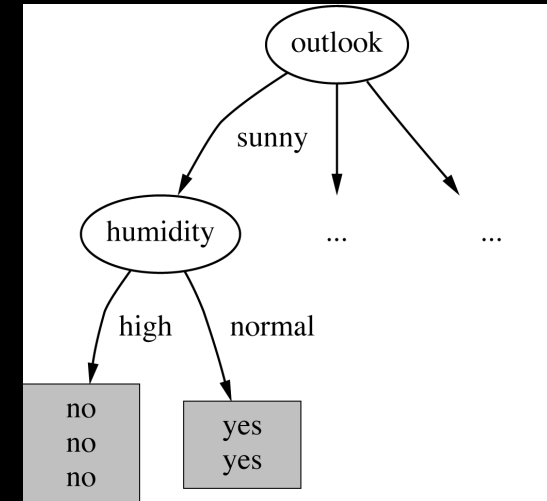 outlook
sunny
humidity
...
...
high
normal
no
no
no
yes
yes